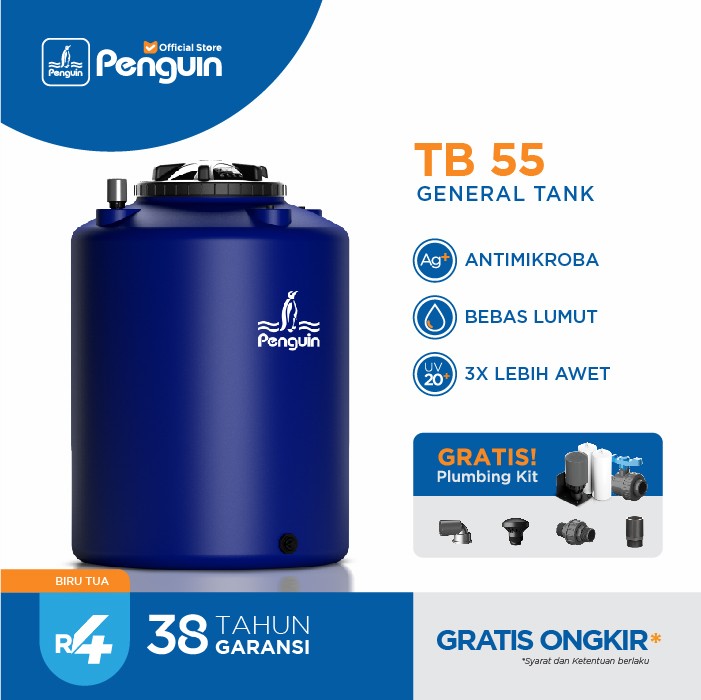 Official Store
Penguin
Penguin
TB 55
GENERAL TANK
Ag+ ANTIMIKROBA
BEBAS LUMUT
UV
20+
3X LEBIH AWET
Penguin
GRATIS!
Plumbing Kit
BIRU TUA
R4
38 TAHUN
GARANSI
GRATIS ONGKIR*
*Syarat dan Ketentuan berlaku